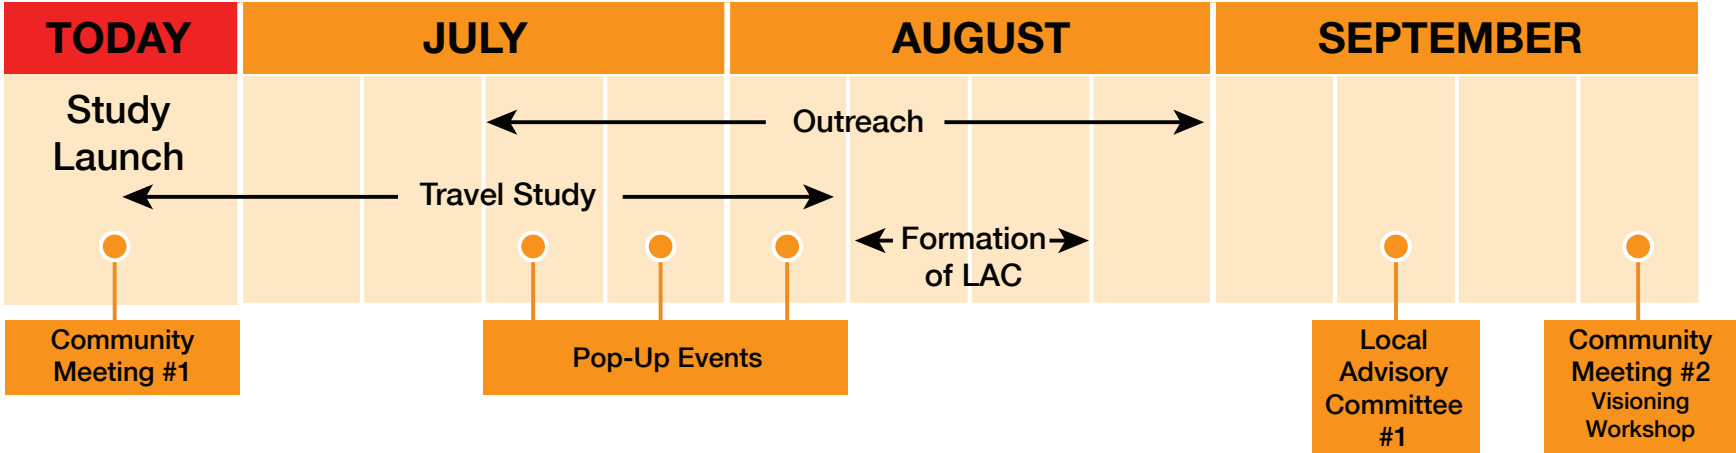 TODAY
JULY
AUGUST
SEPTEMBER
Study
Launch
Outreach
Travel Study
Formation
of LAC
Community
Meeting #1
Pop-Up Events
Local
Advisory
Committee
#1
Community
Meeting #2
Visioning
Workshop